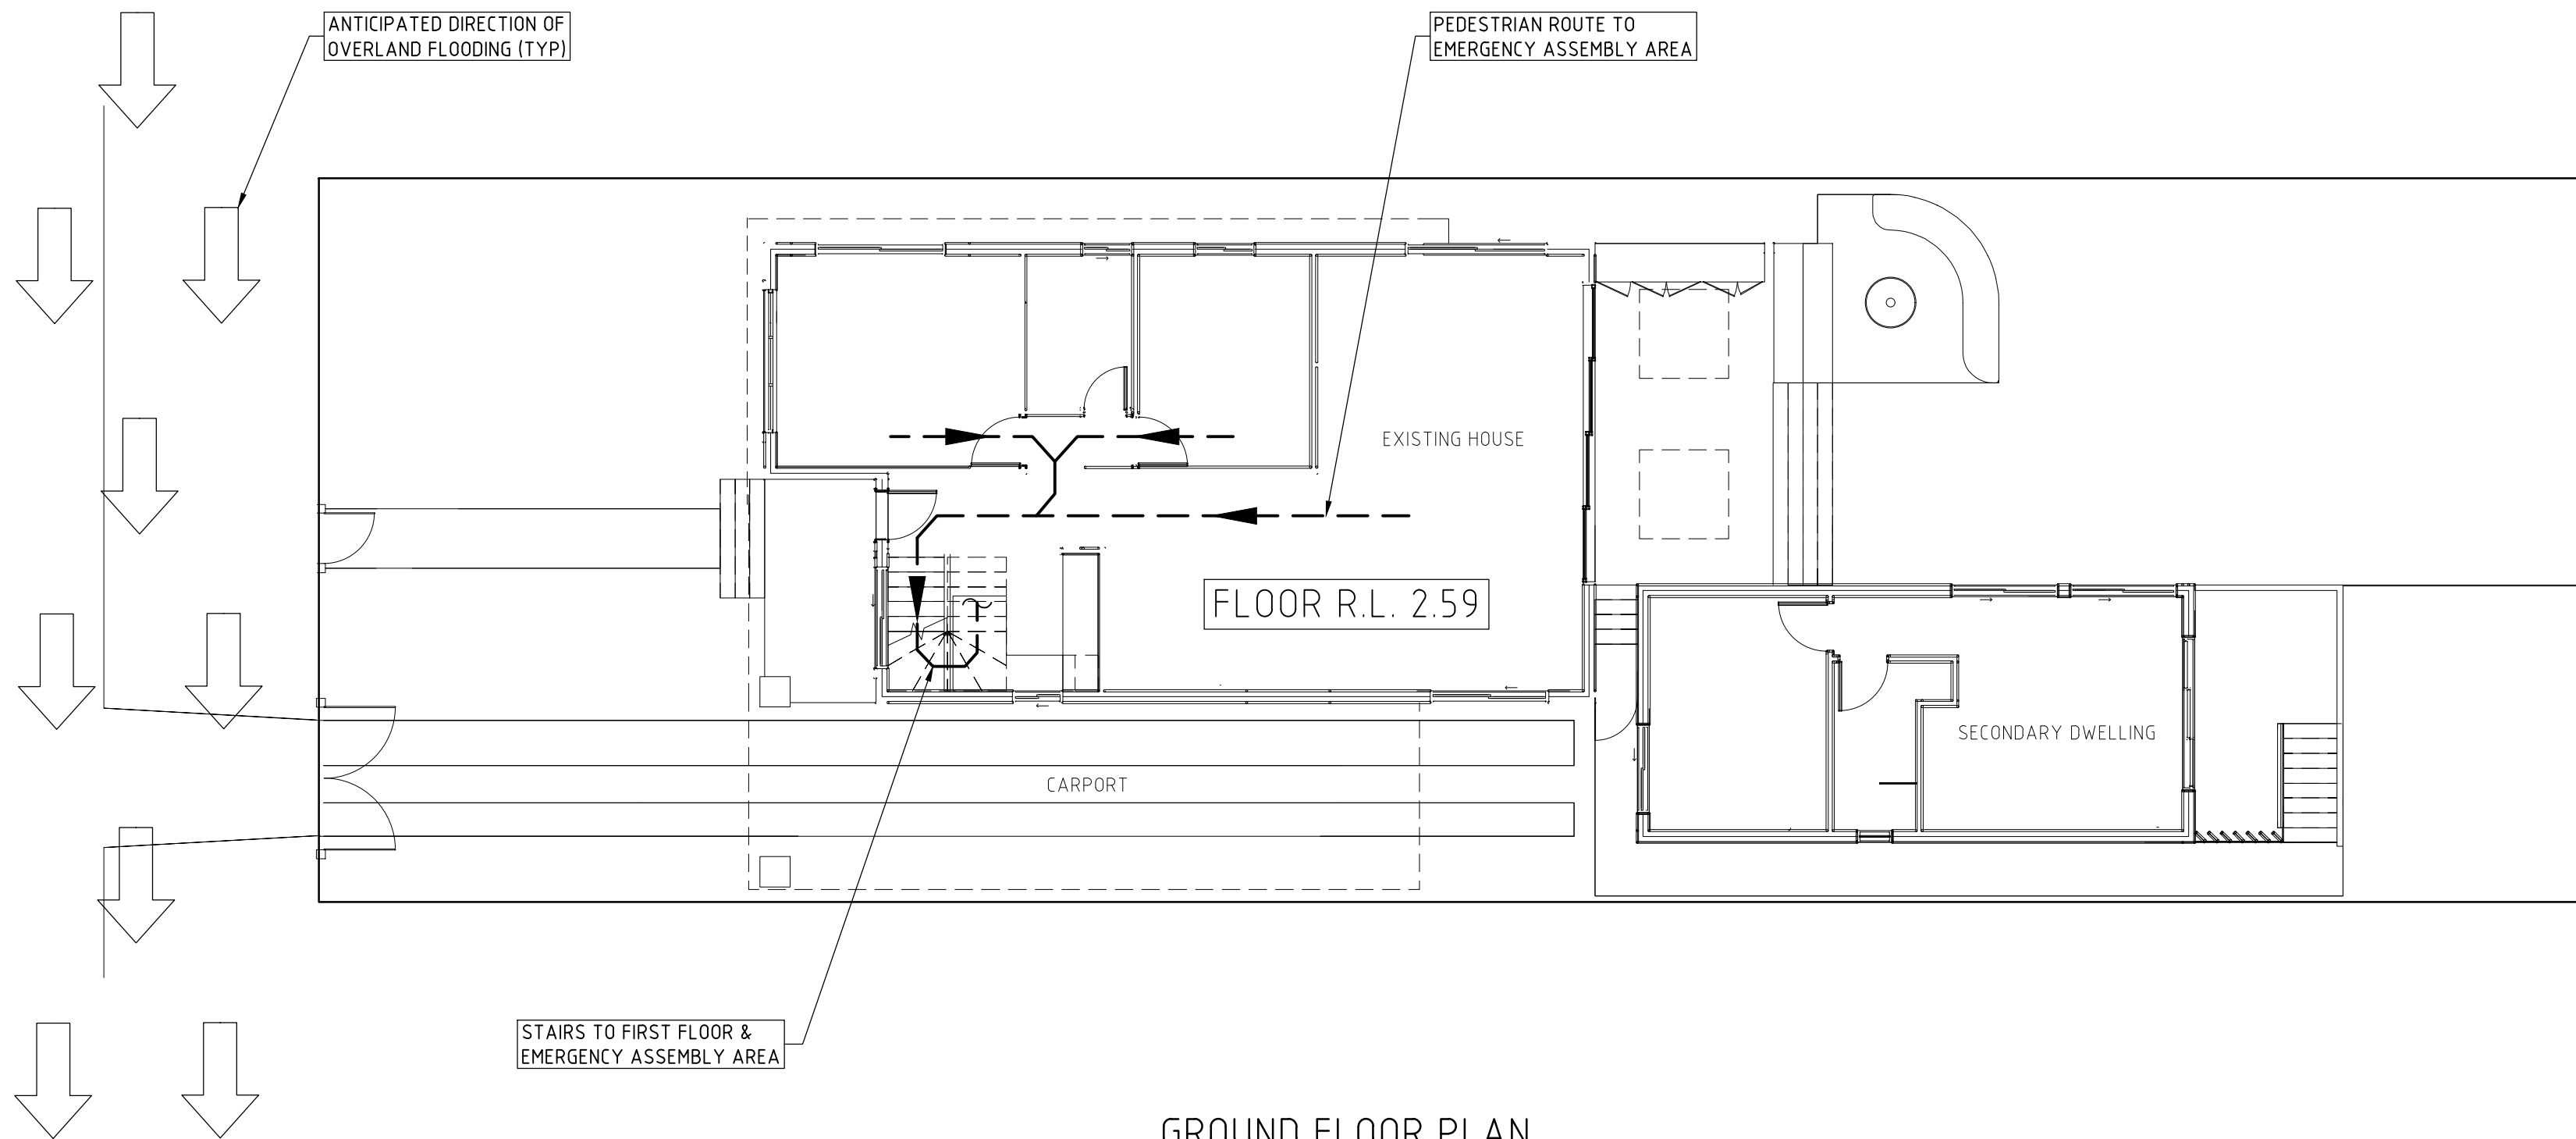 ANTICIPATED DIRECTION OF
OVERLAND FLOODING (TYP)
PEDESTRIAN ROUTE TO
EMERGENCY ASSEMBLY AREA
EXISTING HOUSE
FLOOR R.L. 2.59
SECONDARY DWELLING
CARPORT
STAIRS TO FIRST FLOOR &
EMERGENCY ASSEMBLY AREA
GROUND FLOOR PLAN